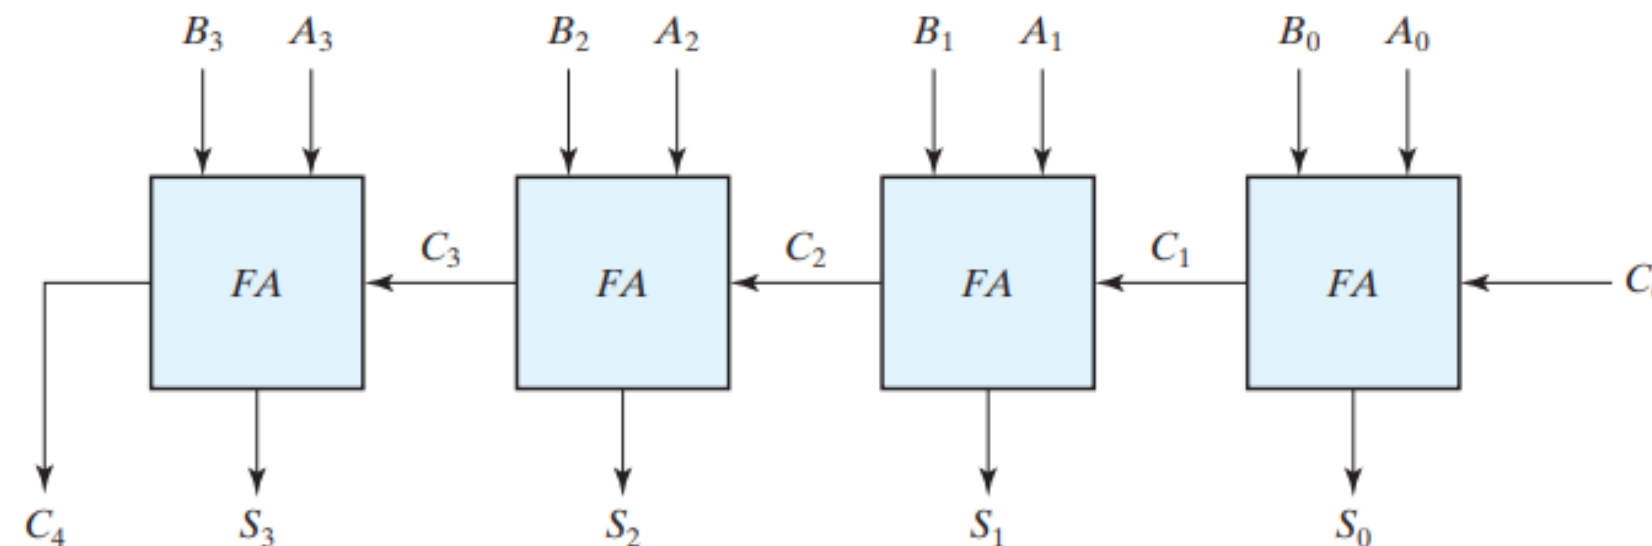 B₃ A₃ B₂ A₂ B₁ A₁ B₀ A₀
C₃ C₂ C₁
FA FA FA FA C
C₄ S₃ S₂ S₁ S₀